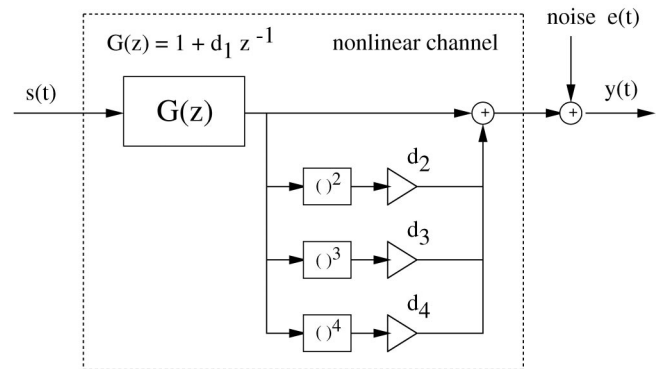 G(z) = 1 + d₁ z⁻¹ nonlinear channel noise e(t)
s(t) G(z) + + y(t)
( )² d₂
( )³ d₃
( )⁴ d₄